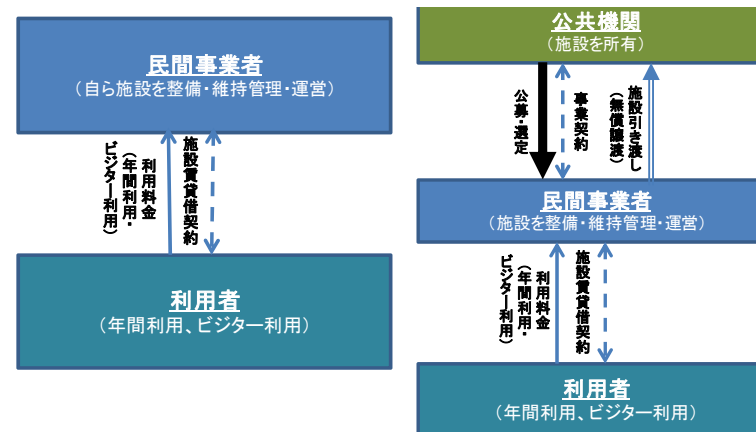 民間事業者
（自ら施設を整備・維持管理・運営）
利用料金
（年間利用・
ビジター利用）
施設賃貸借契約
利用者
（年間利用、ビジター利用）
公共機関
（施設を所有）
公募・選定
事業契約
施設引き渡し
（無償譲渡）
民間事業者
（施設を整備・維持管理・運営）
利用料金
（年間利用・
ビジター利用）
施設賃貸借契約
利用者
（年間利用、ビジター利用）